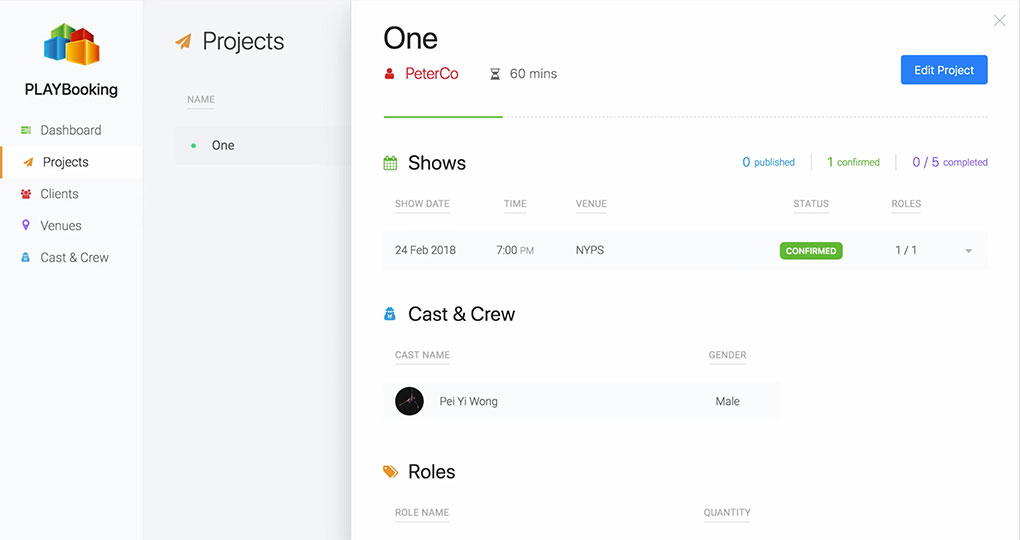 PLAYBooking
Dashboard
Projects
Clients
Venues
Cast & Crew
Projects
NAME
One
One
PeterCo 60 mins
Edit Project
Shows
0 published 1 confirmed 0 / 5 completed
SHOW DATE TIME VENUE STATUS ROLES
24 Feb 2018 7:00 PM NYPS CONFIRMED 1 / 1
Cast & Crew
CAST NAME GENDER
Pei Yi Wong Male
Roles
ROLE NAME QUANTITY